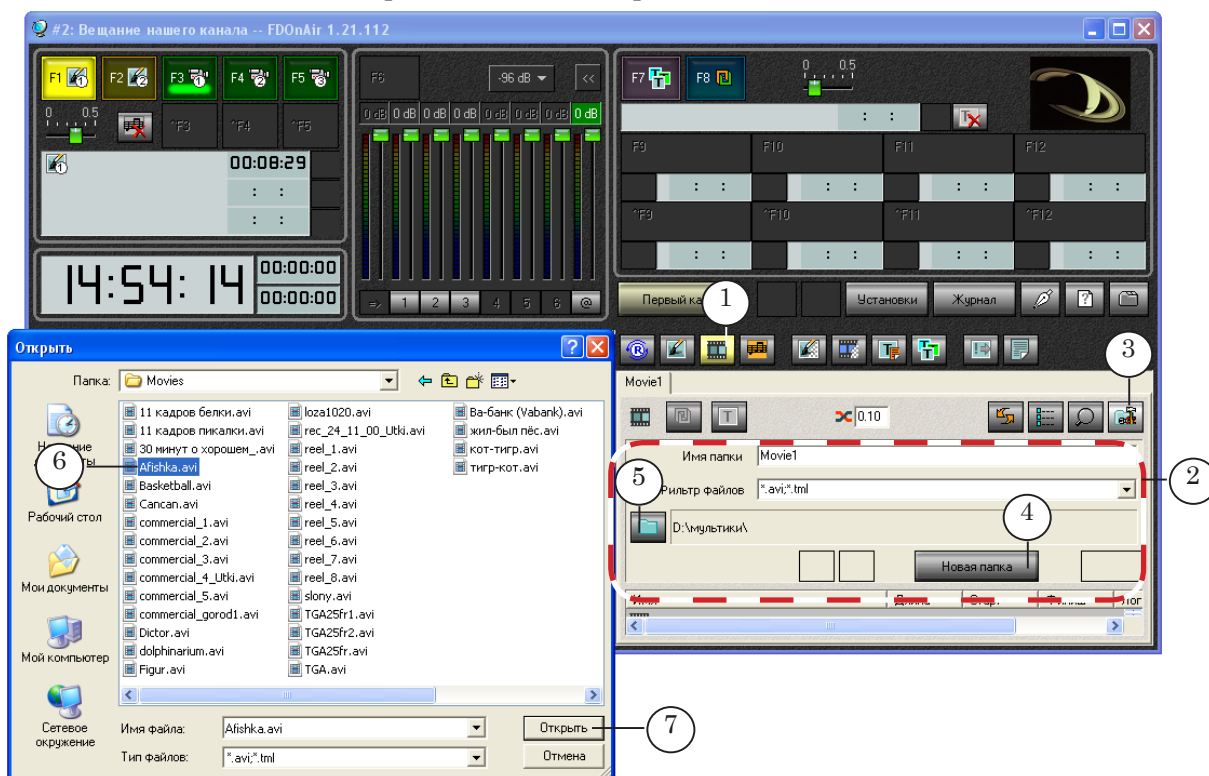 #2: Вещание нашего канала -- FDOnAir 1.21.112
F1 F2 F3 F4 F5 F6 -96 dB << F7 F8 0 0.5
0 0.5 ^F3 ^F4 ^F5 0 dB 0 dB 0 dB 0 dB 0 dB 0 dB 0 dB 0 dB : :
00:08:29
: :
: :
F9 F10 F11 F12
: : : : : : : :
^F9 ^F10 ^F11 ^F12
: : : : : : : :
14:54:14 00:00:00
00:00:00
=> 1 2 3 4 5 6 @
Первый 1 Установки Журнал
3
Movie1
0.10 edit
Имя папки Movie1
2
5 Фильтр файлов *.avi;*.tml
D:\мультики\
4
Новая папка
Имя Длина Старт Финиш Лог
Открыть
Папка: Movies
11 кадров белки.avi
11 кадров пикалки.avi
30 минут о хорошем_.avi
Afishka.avi
Basketball.avi
Cancan.avi
commercial_1.avi
commercial_2.avi
commercial_3.avi
commercial_4_Utki.avi
commercial_5.avi
commercial_gorod1.avi
Dictor.avi
dolphinarium.avi
Figur.avi
loza1020.avi
rec_24_11_00_Utki.avi
reel_1.avi
reel_2.avi
reel_3.avi
reel_4.avi
reel_5.avi
reel_6.avi
reel_7.avi
reel_8.avi
slony.avi
TGA25fr1.avi
TGA25fr2.avi
TGA25fr.avi
TGA.avi
Ва-банк (Vabank).avi
жил-был пёс.avi
кот-тигр.avi
тигр-кот.avi
6
Рабочий стол
Мои документы
Мой компьютер
Сетевое
окружение
Имя файла: Afishka.avi Открыть 7
Тип файлов: *.avi;*.tml Отмена